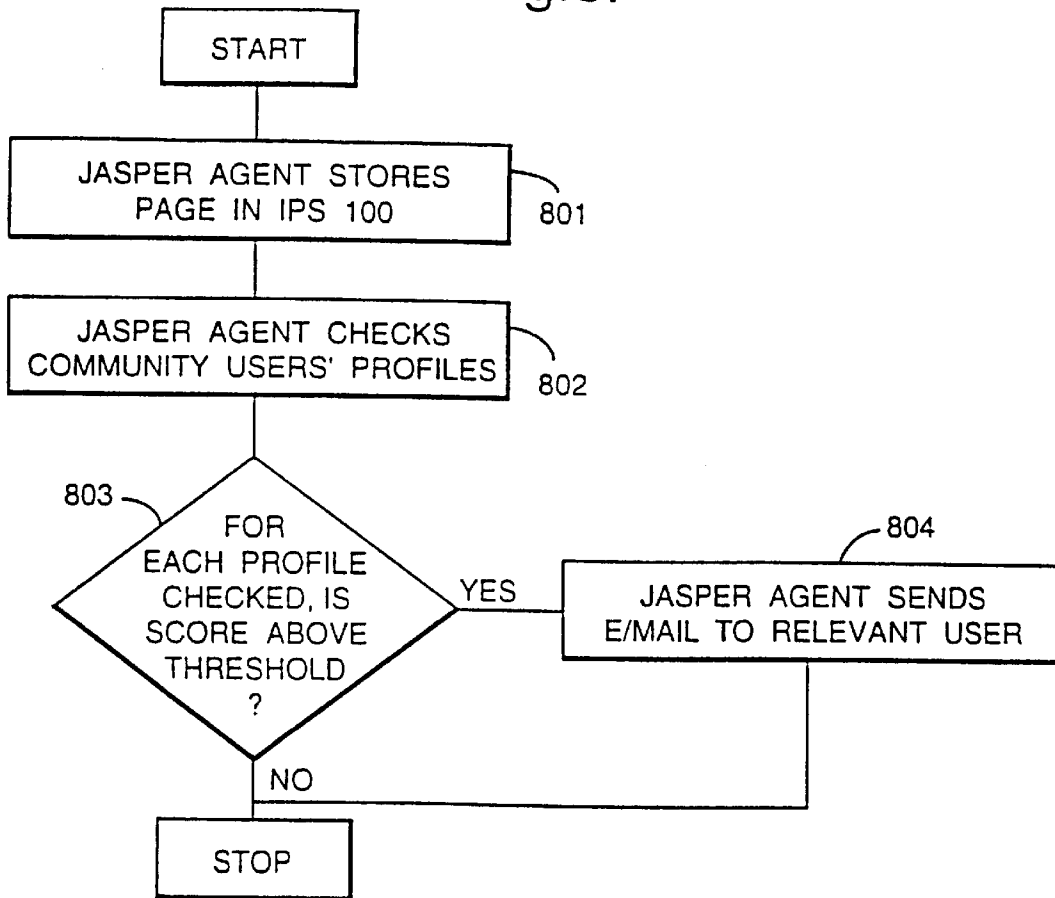 START
JASPER AGENT STORES
PAGE IN IPS 100
801
JASPER AGENT CHECKS
COMMUNITY USERS' PROFILES
802
803
FOR
EACH PROFILE
CHECKED, IS
SCORE ABOVE
THRESHOLD
?
YES
804
JASPER AGENT SENDS
E/MAIL TO RELEVANT USER
NO
STOP